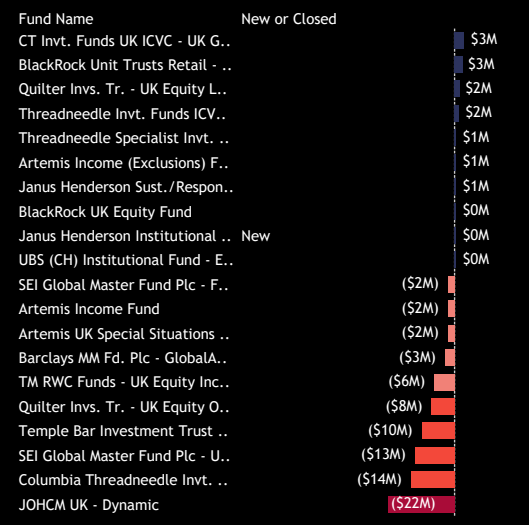 Fund Name New or Closed
CT Invt. Funds UK ICVC - UK G.. $3M
BlackRock Unit Trusts Retail - .. $3M
Quilter Invs. Tr. - UK Equity L.. $2M
Threadneedle Invt. Funds ICV.. $2M
Threadneedle Specialist Invt. .. $1M
Artemis Income (Exclusions) F.. $1M
Janus Henderson Sust./Respon.. $1M
BlackRock UK Equity Fund $0M
Janus Henderson Institutional .. New $0M
UBS (CH) Institutional Fund - E.. $0M
SEI Global Master Fund Plc - F.. ($2M)
Artemis Income Fund ($2M)
Artemis UK Special Situations .. ($2M)
Barclays MM Fd. Plc - GlobalA.. ($3M)
TM RWC Funds - UK Equity Inc.. ($6M)
Quilter Invs. Tr. - UK Equity O.. ($8M)
Temple Bar Investment Trust .. ($10M)
SEI Global Master Fund Plc - U.. ($13M)
Columbia Threadneedle Invt. .. ($14M)
JOHCM UK - Dynamic ($22M)